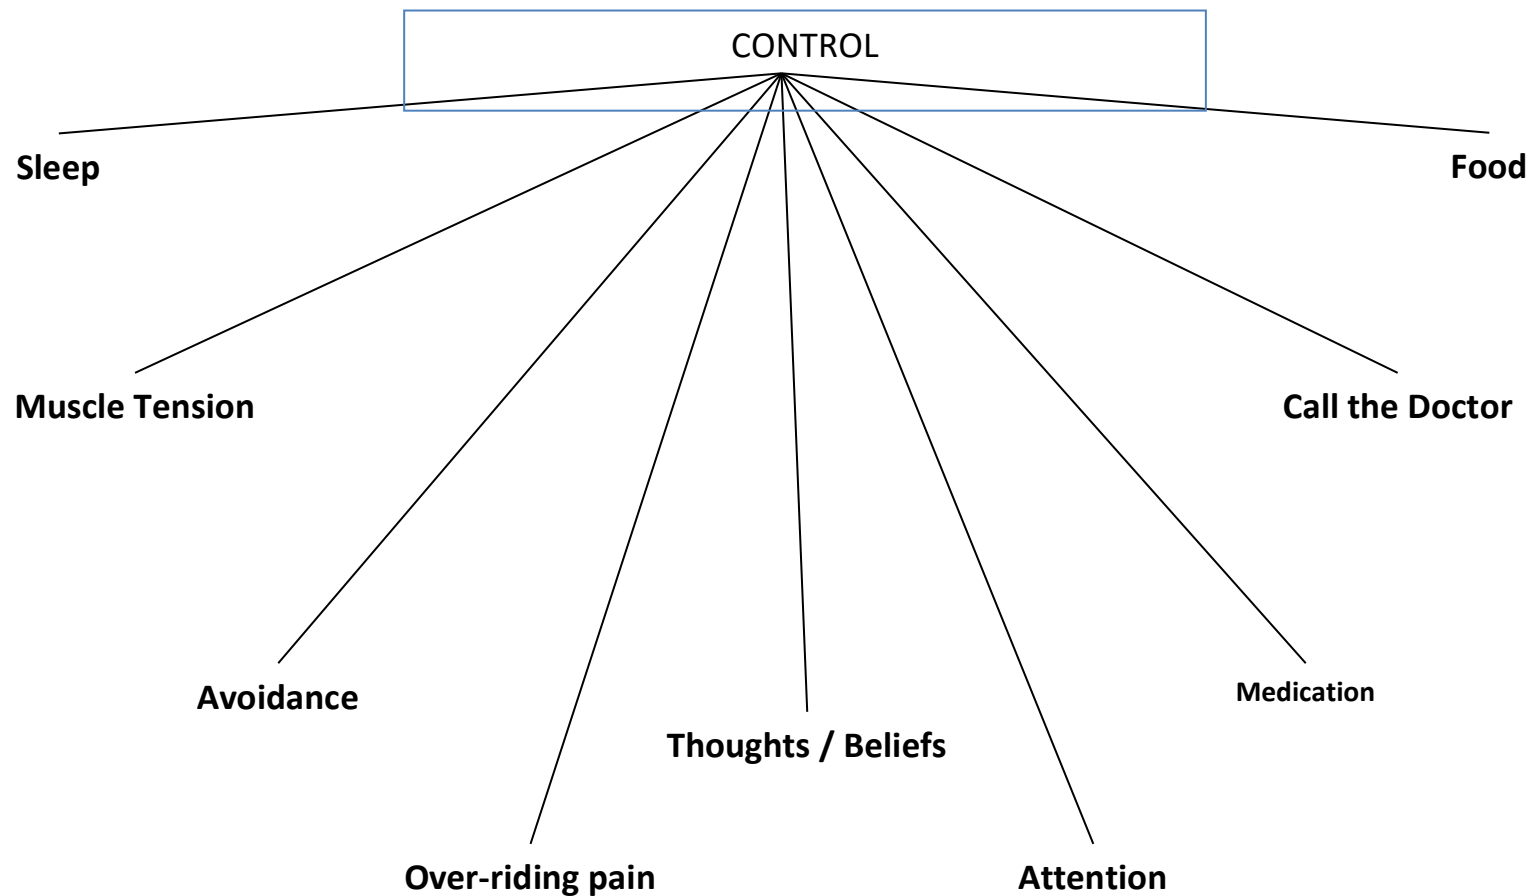 CONTROL
Sleep
Food
Muscle Tension
Call the Doctor
Avoidance
Medication
Thoughts / Beliefs
Over-riding pain
Attention